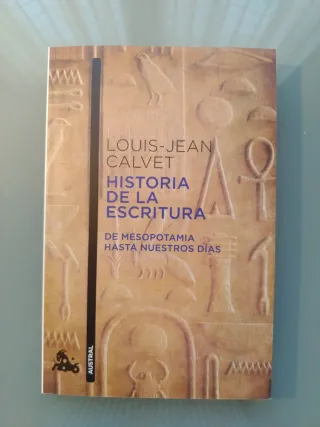 LOUIS-JEAN
CALVET
HISTORIA
DE LA
ESCRITURA
DE MESOPOTAMIA
HASTA NUESTROS DÍAS
AUSTRAL